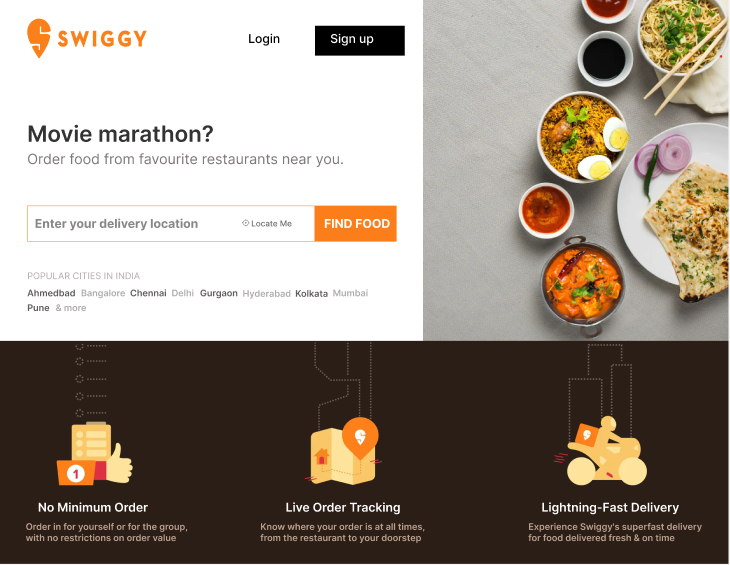 SWIGGY
Login
Sign up
Movie marathon?
Order food from favourite restaurants near you.
Enter your delivery location
Locate Me
FIND FOOD
POPULAR CITIES IN INDIA
Ahmedbad Bangalore Chennai Delhi Gurgaon Hyderabad Kolkata Mumbai
Pune & more
1
No Minimum Order
Order in for yourself or for the group,
with no restrictions on order value
Live Order Tracking
Know where your order is at all times,
from the restaurant to your doorstep
Lightning-Fast Delivery
Experience Swiggy's superfast delivery
for food delivered fresh & on time